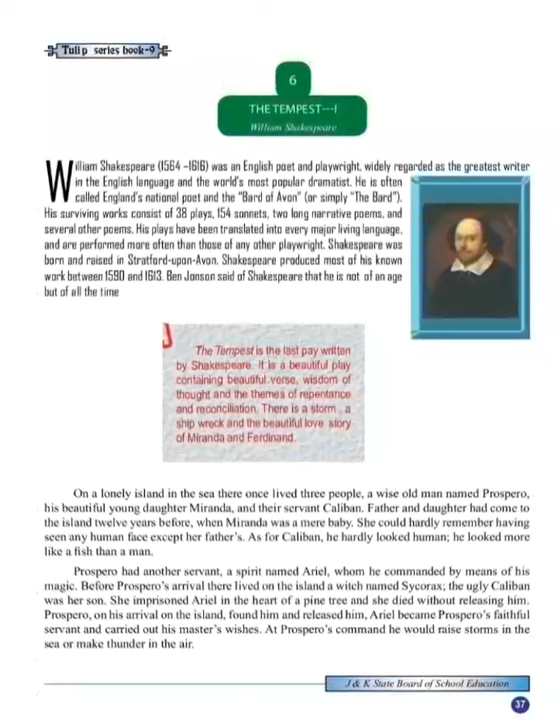 Tulip series book-9
6
THE TEMPEST---I
William Shakespeare
William Shakespeare (1564 -1616) was an English poet and playwright, widely regarded as the greatest writer
in the English language and the world's most popular dramatist. He is often
called England's national poet and the "Bard of Avon" (or simply "The Bard").
His surviving works consist of 38 plays, 154 sonnets, two long narrative poems, and
several other poems. His plays have been translated into every major living language,
and are performed more often than those of any other playwright. Shakespeare was
born and raised in Stratford-upon-Avon. Shakespeare produced most of his known
work between 1590 and 1613. Ben Jonson said of Shakespeare that he is not of an age
but of all the time
The Tempest is the last pay written
by Shakespeare. It is a beautiful play
containing beautiful verse, wisdom of
thought and the themes of repentance
and reconciliation. There is a storm , a
ship wreck and the beautiful love story
of Miranda and Ferdinand.
On a lonely island in the sea there once lived three people, a wise old man named Prospero,
his beautiful young daughter Miranda, and their servant Caliban. Father and daughter had come to
the island twelve years before, when Miranda was a mere baby. She could hardly remember having
seen any human face except her father's. As for Caliban, he hardly looked human; he looked more
like a fish than a man.
Prospero had another servant, a spirit named Ariel, whom he commanded by means of his
magic. Before Prospero's arrival there lived on the island a witch named Sycorax; the ugly Caliban
was her son. She imprisoned Ariel in the heart of a pine tree and she died without releasing him.
Prospero, on his arrival on the island, found him and released him, Ariel became Prospero's faithful
servant and carried out his master's wishes. At Prospero's command he would raise storms in the
sea or make thunder in the air.
J & K State Board of School Education
37